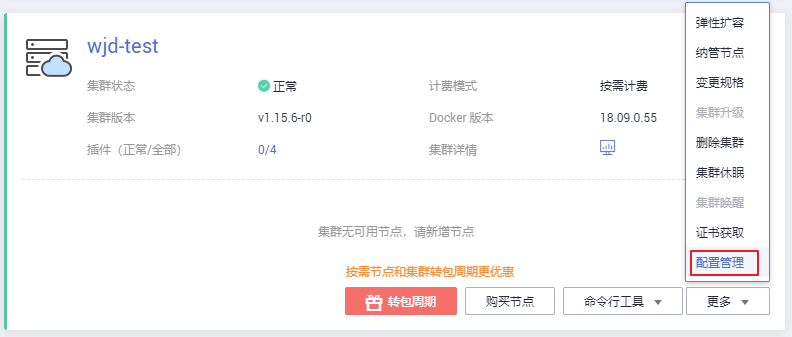 wjd-test
集群状态 正常 计费模式 按需计费
集群版本 v1.15.6-r0 Docker 版本 18.09.0.55
插件（正常/全部） 0/4 集群详情
集群无可用节点，请新增节点
按需节点和集群转包周期更优惠
转包周期 购买节点 命令行工具 更多
弹性扩容
纳管节点
变更规格
集群升级
删除集群
集群休眠
集群唤醒
证书获取
配置管理